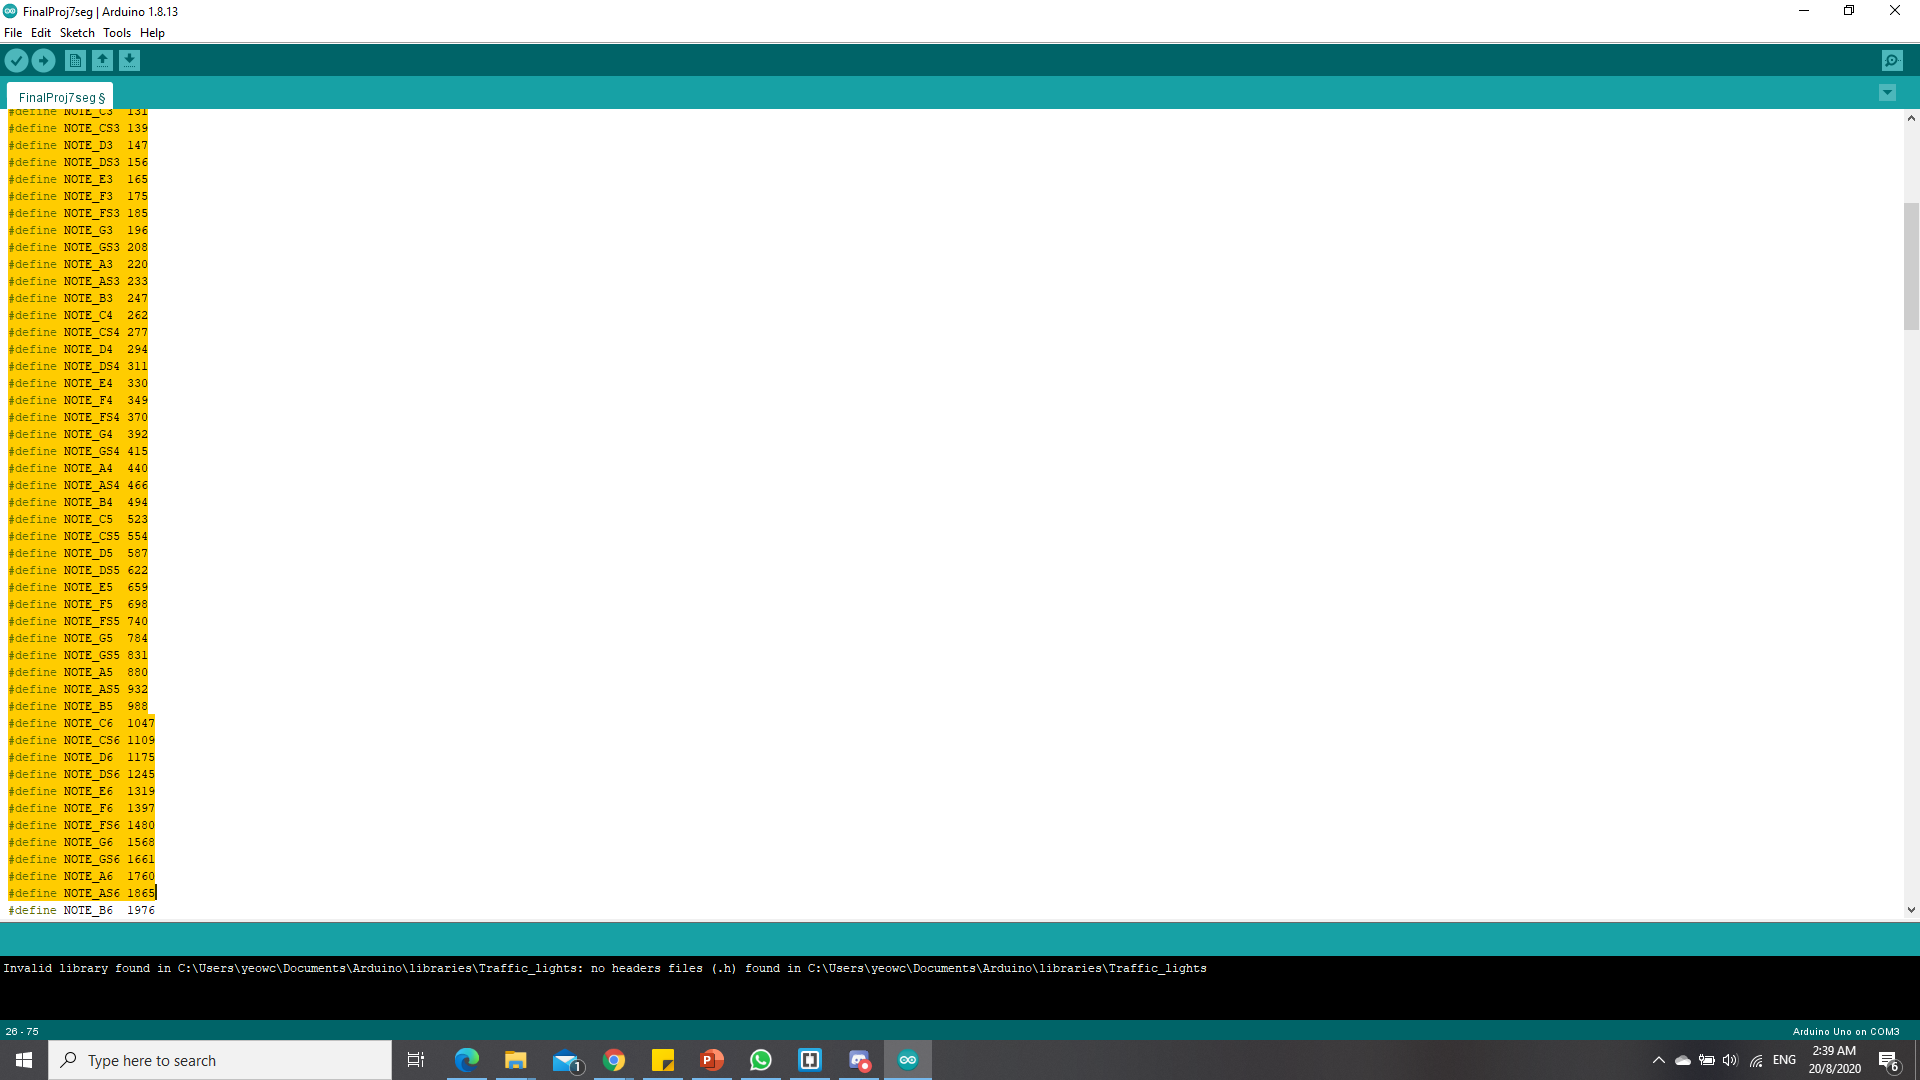 FinalProj7seg | Arduino 1.8.13
File Edit Sketch Tools Help
FinalProj7seg §
#define NOTE_C3  131
#define NOTE_CS3 139
#define NOTE_D3  147
#define NOTE_DS3 156
#define NOTE_E3  165
#define NOTE_F3  175
#define NOTE_FS3 185
#define NOTE_G3  196
#define NOTE_GS3 208
#define NOTE_A3  220
#define NOTE_AS3 233
#define NOTE_B3  247
#define NOTE_C4  262
#define NOTE_CS4 277
#define NOTE_D4  294
#define NOTE_DS4 311
#define NOTE_E4  330
#define NOTE_F4  349
#define NOTE_FS4 370
#define NOTE_G4  392
#define NOTE_GS4 415
#define NOTE_A4  440
#define NOTE_AS4 466
#define NOTE_B4  494
#define NOTE_C5  523
#define NOTE_CS5 554
#define NOTE_D5  587
#define NOTE_DS5 622
#define NOTE_E5  659
#define NOTE_F5  698
#define NOTE_FS5 740
#define NOTE_G5  784
#define NOTE_GS5 831
#define NOTE_A5  880
#define NOTE_AS5 932
#define NOTE_B5  988
#define NOTE_C6  1047
#define NOTE_CS6 1109
#define NOTE_D6  1175
#define NOTE_DS6 1245
#define NOTE_E6  1319
#define NOTE_F6  1397
#define NOTE_FS6 1480
#define NOTE_G6  1568
#define NOTE_GS6 1661
#define NOTE_A6  1760
#define NOTE_AS6 1865
#define NOTE_B6  1976
Invalid library found in C:\Users\yeowc\Documents\Arduino\libraries\Traffic_lights: no headers files (.h) found in C:\Users\yeowc\Documents\Arduino\libraries\Traffic_lights
26 - 75
Arduino Uno on COM3
Type here to search
1
ENG
2:39 AM
20/8/2020
6